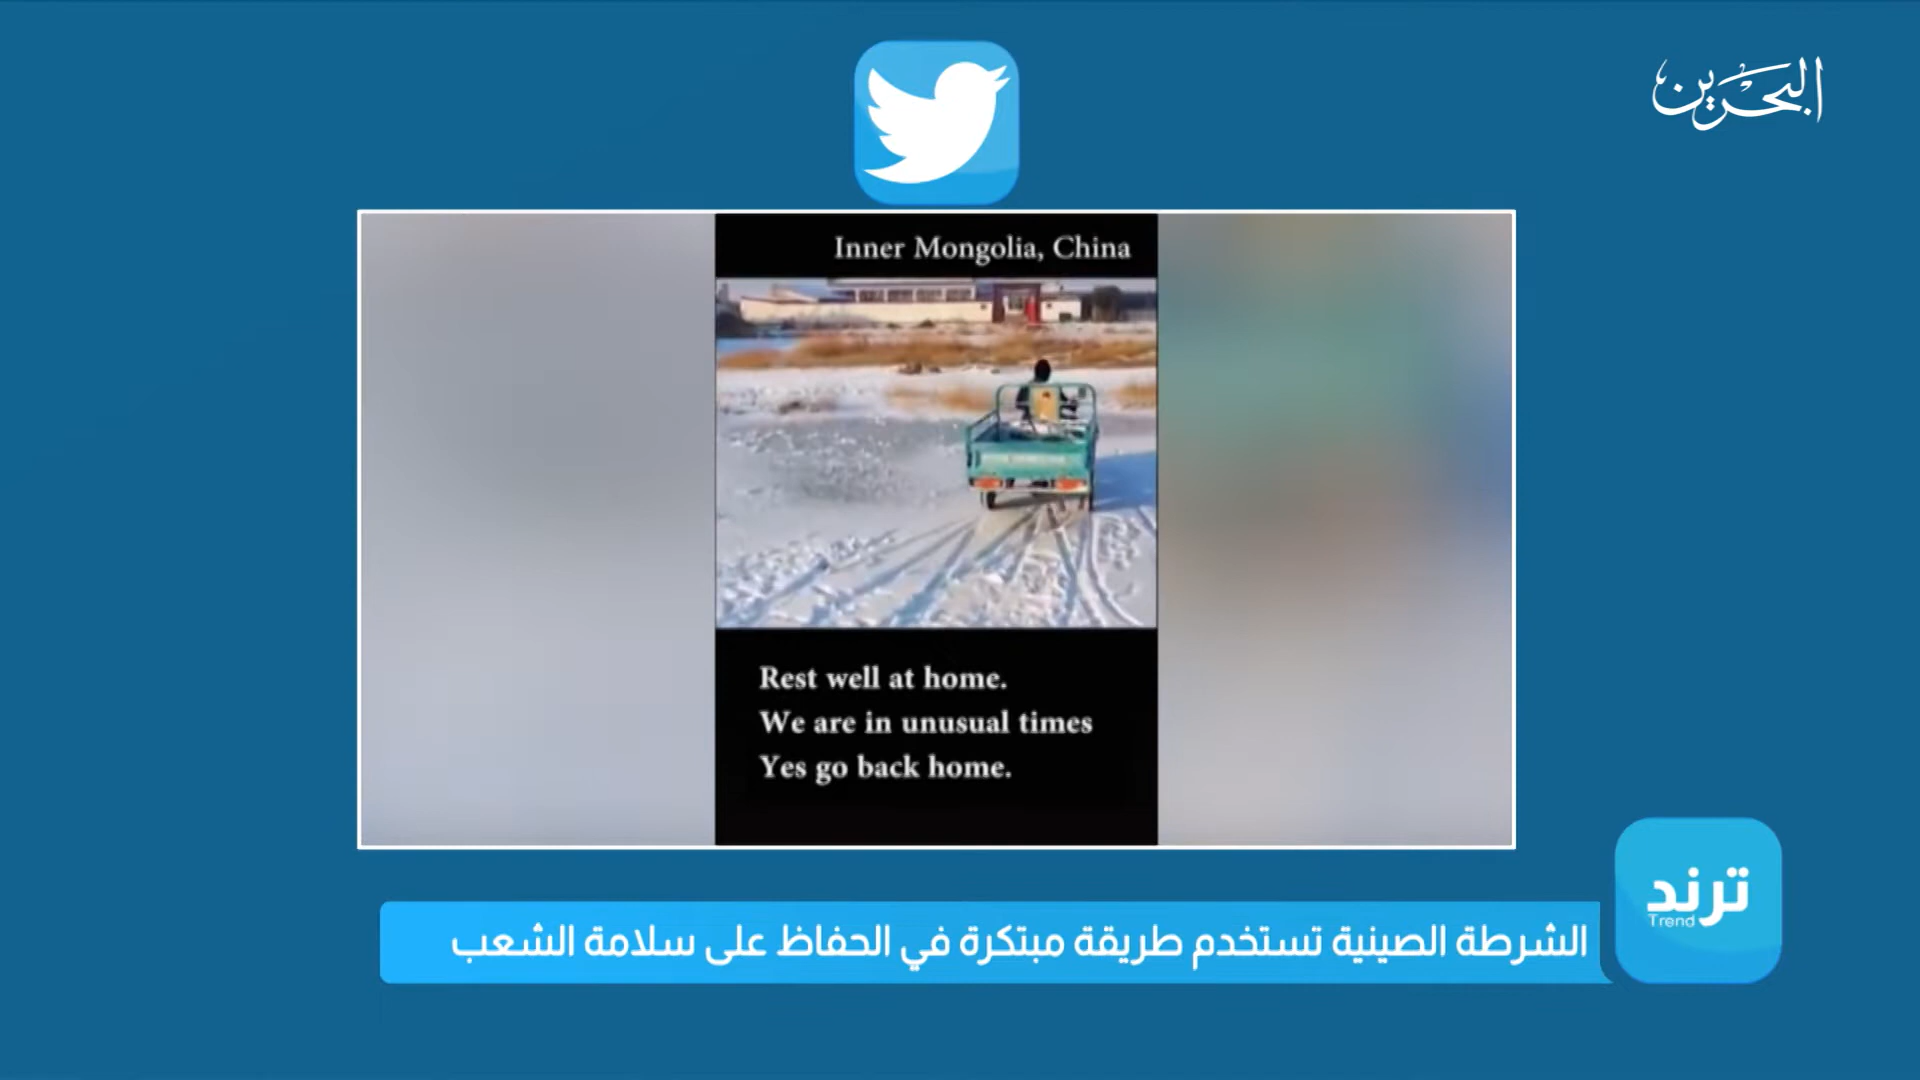 البحرين
Inner Mongolia, China
Rest well at home.
We are in unusual times
Yes go back home.
ترند
Trend
الشرطة الصينية تستخدم طريقة مبتكرة في الحفاظ على سلامة الشعب